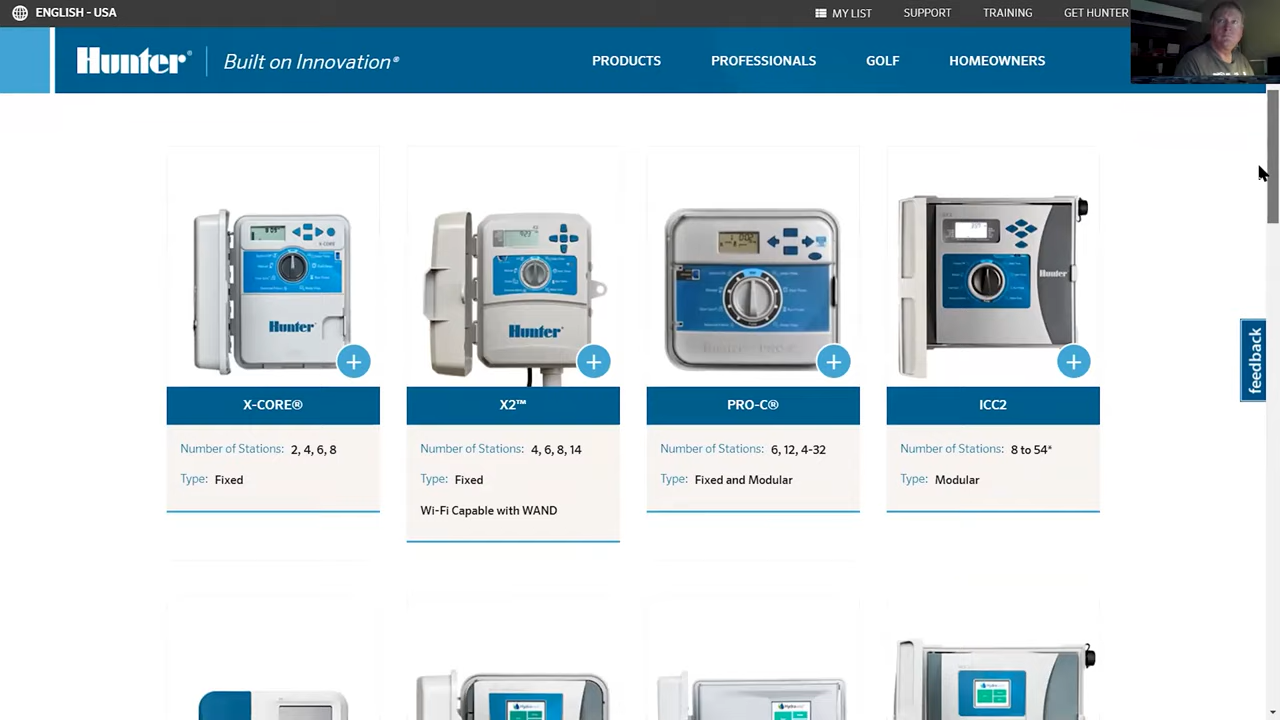 ENGLISH - USA
MY LIST
SUPPORT
TRAINING
GET HUNTER
Hunter®
Built on Innovation®
PRODUCTS
PROFESSIONALS
GOLF
HOMEOWNERS
Hunter
X-CORE
Hunter
Hunter
feedback
X-CORE®
X2™
PRO-C®
ICC2
Number of Stations: 2, 4, 6, 8
Type: Fixed
Number of Stations: 4, 6, 8, 14
Type: Fixed
Wi-Fi Capable with WAND
Number of Stations: 6, 12, 4-32
Type: Fixed and Modular
Number of Stations: 8 to 54*
Type: Modular